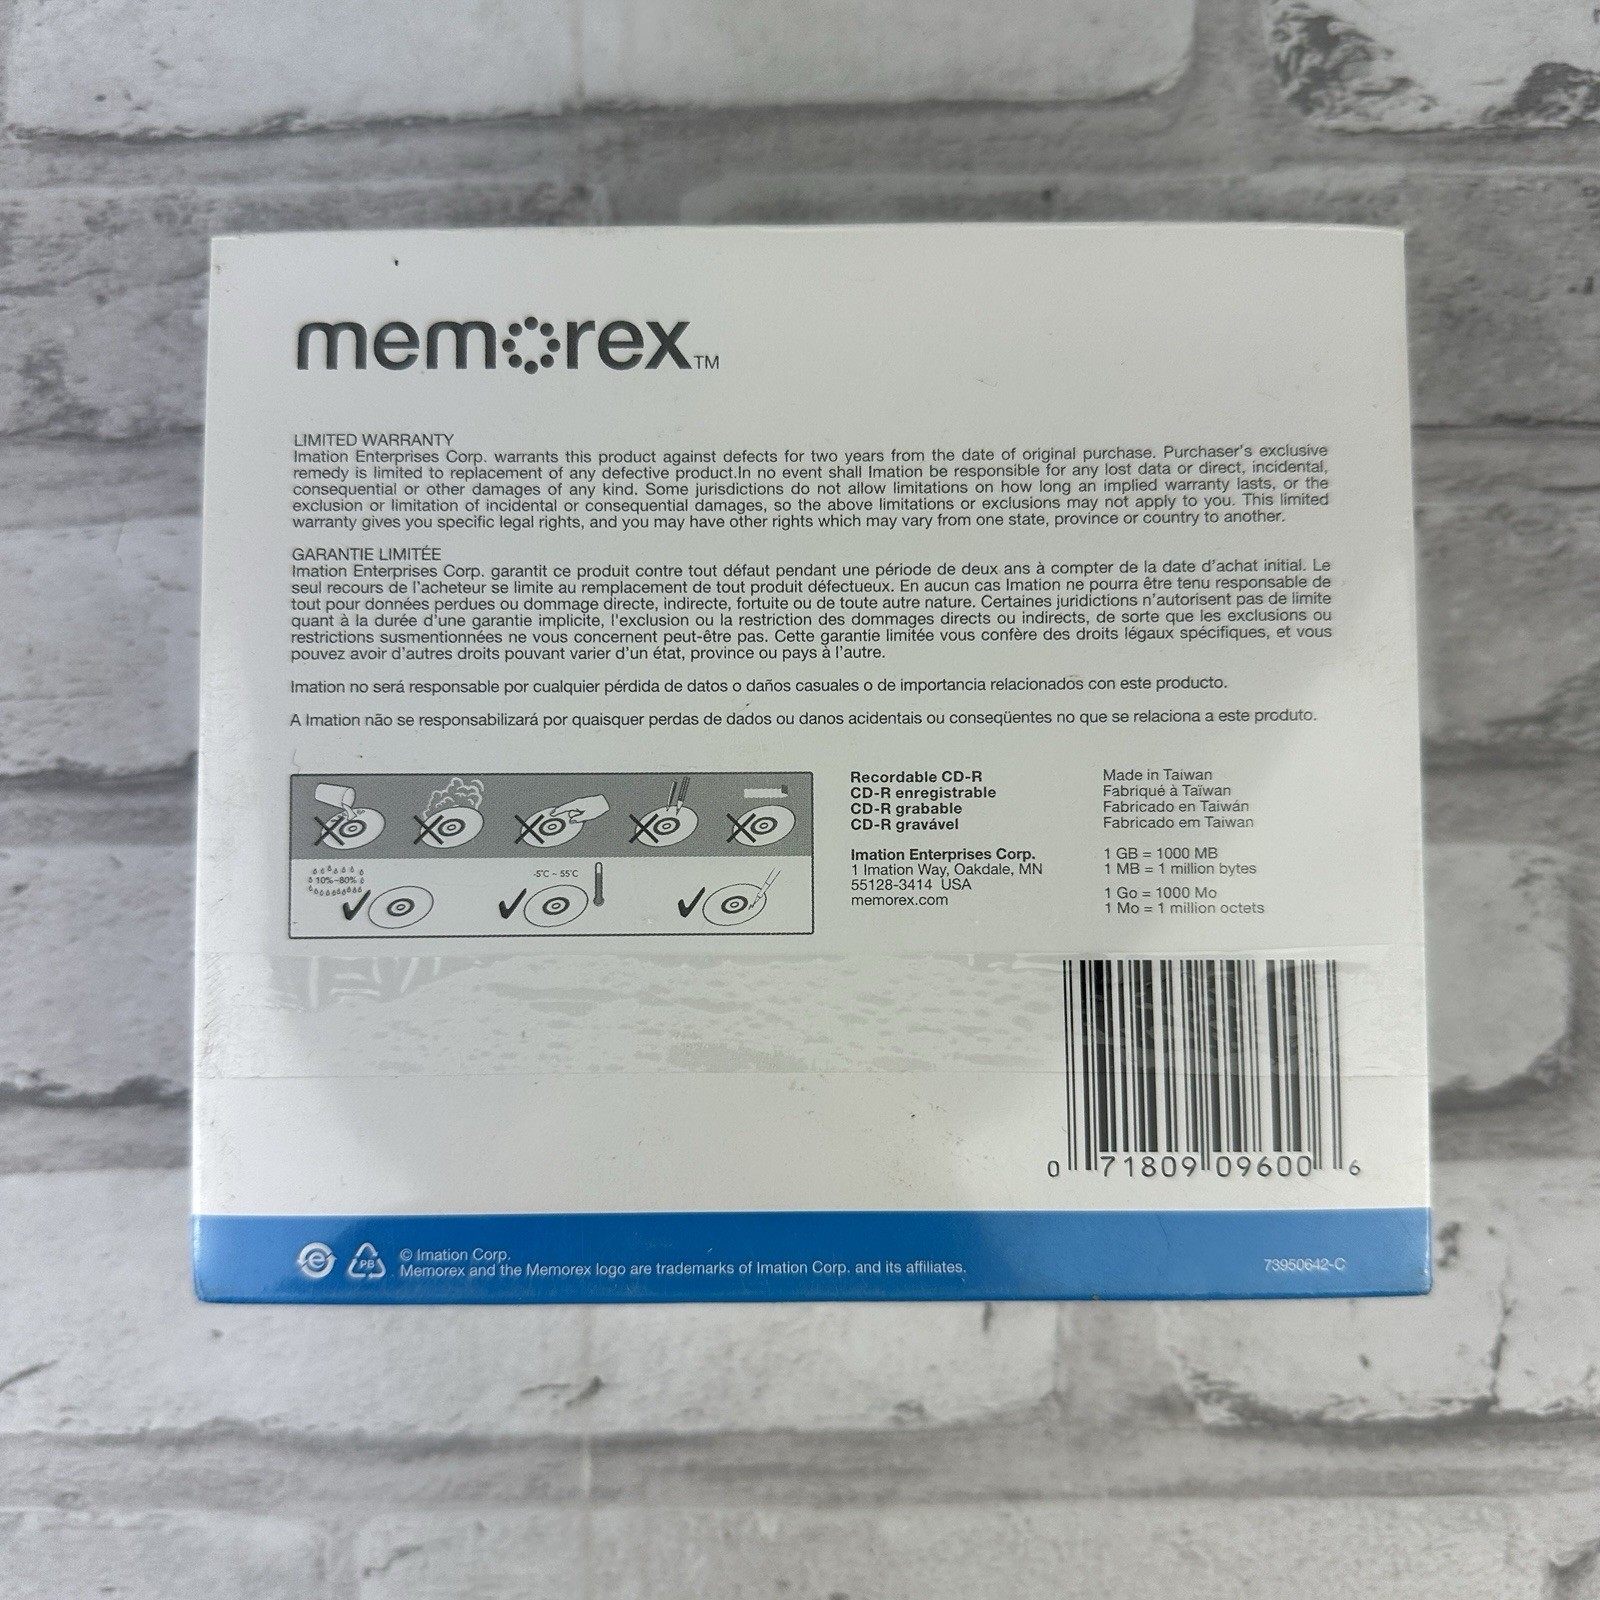 memorex™
LIMITED WARRANTY
Imation Enterprises Corp. warrants this product against defects for two years from the date of original purchase. Purchaser's exclusive
remedy is limited to replacement of any defective product.In no event shall Imation be responsible for any lost data or direct, incidental,
consequential or other damages of any kind. Some jurisdictions do not allow limitations on how long an implied warranty lasts, or the
exclusion or limitation of incidental or consequential damages, so the above limitations or exclusions may not apply to you. This limited
warranty gives you specific legal rights, and you may have other rights which may vary from one state, province or country to another.
GARANTIE LIMITÉE
Imation Enterprises Corp. garantit ce produit contre tout défaut pendant une période de deux ans à compter de la date d'achat initial. Le
seul recours de l'acheteur se limite au remplacement de tout produit défectueux. En aucun cas Imation ne pourra être tenu responsable de
tout pour données perdues ou dommage directe, indirecte, fortuite ou de toute autre nature. Certaines juridictions n'autorisent pas de limite
quant à la durée d'une garantie implicite, l'exclusion ou la restriction des dommages directs ou indirects, de sorte que les exclusions ou
restrictions susmentionnées ne vous concernent peut-être pas. Cette garantie limitée vous confère des droits légaux spécifiques, et vous
pouvez avoir d'autres droits pouvant varier d'un état, province ou pays à l'autre.
Imation no será responsable por cualquier pérdida de datos o daños casuales o de importancia relacionados con este producto.
A Imation não se responsabilizará por quaisquer perdas de dados ou danos acidentais ou conseqüentes no que se relaciona a este produto.
10%-80%
-5°C - 55°C
Recordable CD-R
CD-R enregistrable
CD-R grabable
CD-R gravável
Imation Enterprises Corp.
1 Imation Way, Oakdale, MN
55128-3414 USA
memorex.com
Made in Taiwan
Fabriqué à Taïwan
Fabricado en Taiwán
Fabricado em Taiwan
1 GB = 1000 MB
1 MB = 1 million bytes
1 Go = 1000 Mo
1 Mo = 1 million octets
0 71809 09600 6
e
PB
© Imation Corp.
Memorex and the Memorex logo are trademarks of Imation Corp. and its affiliates.
73950642-C